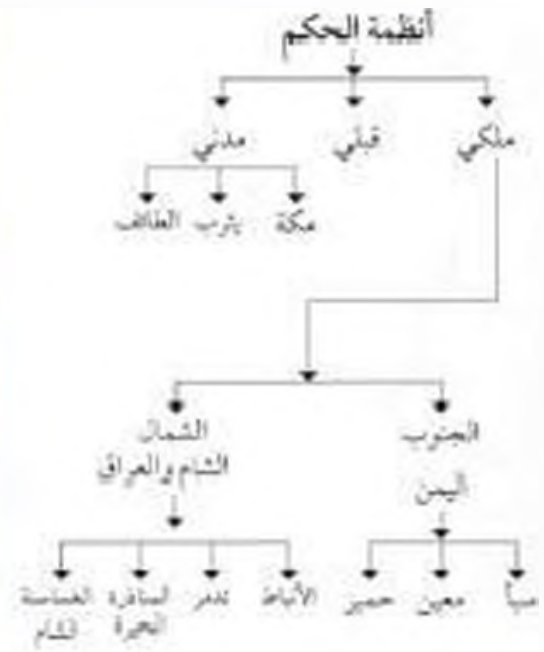 أنظمة الحكم
ملكي قبلي مدني
مكة يثرب الطائف
الجنوب الشمال
الشام والعراق
اليمن
سبأ معين حمير الأنباط تدمر المناذرة الغساسنة
الحيرة الشام